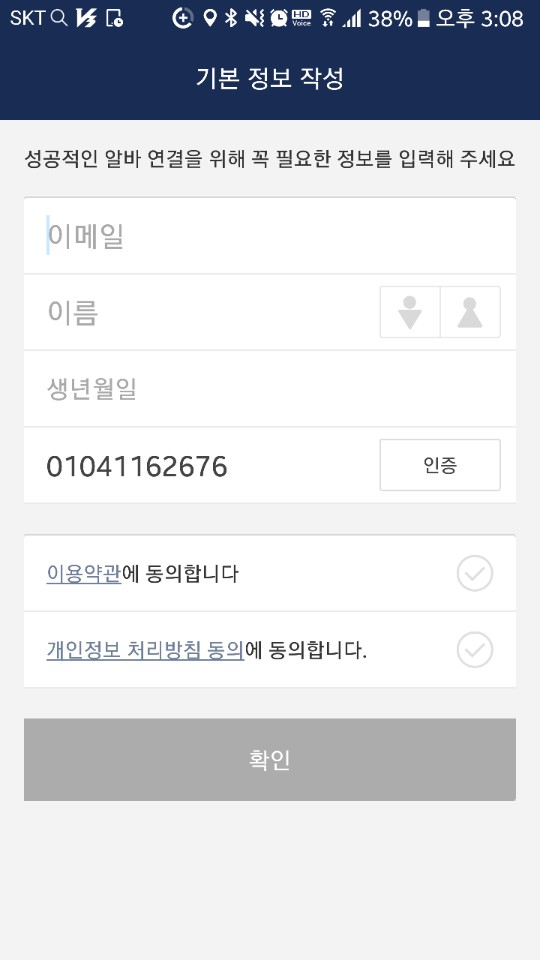 SKT HD Voice 38% 오후 3:08
기본 정보 작성
성공적인 알바 연결을 위해 꼭 필요한 정보를 입력해 주세요
이메일
이름
생년월일
01041162676 인증
이용약관에 동의합니다
개인정보 처리방침 동의에 동의합니다.
확인